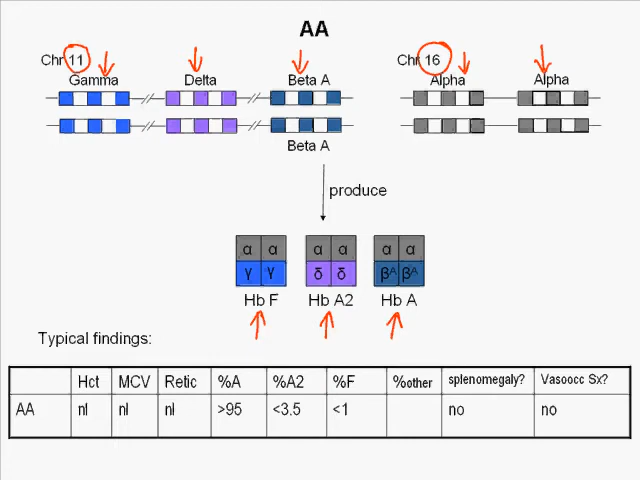 AA
Chr 11
Chr 16
Gamma Delta Beta A Alpha Alpha
Beta A
produce
α α α α α α
γ γ δ δ βᴬ βᴬ
Hb F Hb A2 Hb A
Typical findings:
Hct MCV Retic %A %A2 %F %other splenomegaly? Vasoocc Sx?
AA nl nl nl >95 <3.5 <1 no no